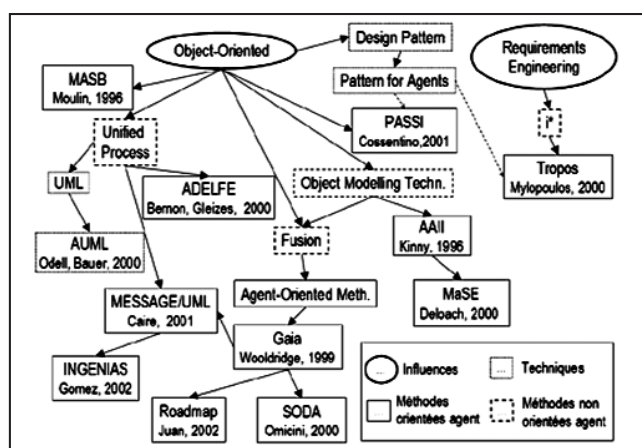 Object-Oriented
Design Pattern
Requirements
Engineering
MASB
Moulin, 1996
Pattern for Agents
Unified
Process
PASSI
Cossentino,2001
i*
UML
ADELFE
Bernon, Gleizes, 2000
Object Modelling Techn.
Tropos
Mylopoulos, 2000
AUML
Odell, Bauer, 2000
Fusion
AAII
Kinny, 1996
MESSAGE/UML
Caire, 2001
Agent-Oriented Meth.
MaSE
Deloach, 2000
Gaia
Wooldridge, 1999
INGENIAS
Gomez, 2002
Roadmap
Juan, 2002
SODA
Omicini, 2000
... Influences
... Techniques
... Méthodes
orientées agent
... Méthodes non
orientées agent